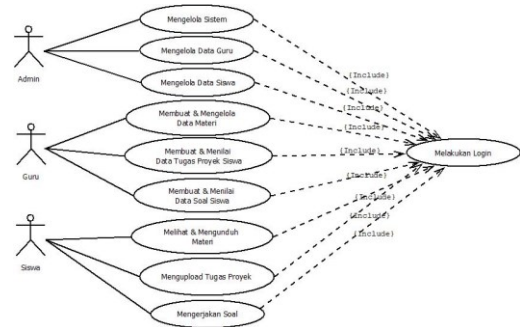 Mengelola Sistem
Admin
Mengelola Data Guru
Mengelola Data Siswa
(Include)
(Include)
(Include)
Membuat & Mengelola
Data Materi
(Include)
Guru
Membuat & Menilai
Data Tugas Proyek Siswa
(Include)
Melakukan Login
Membuat & Menilai
Data Soal Siswa
(Include)
Siswa
Melihat & Mengunduh
Materi
(Include)
(Include)
(Include)
Mengupload Tugas Proyek
Mengerjakan Soal